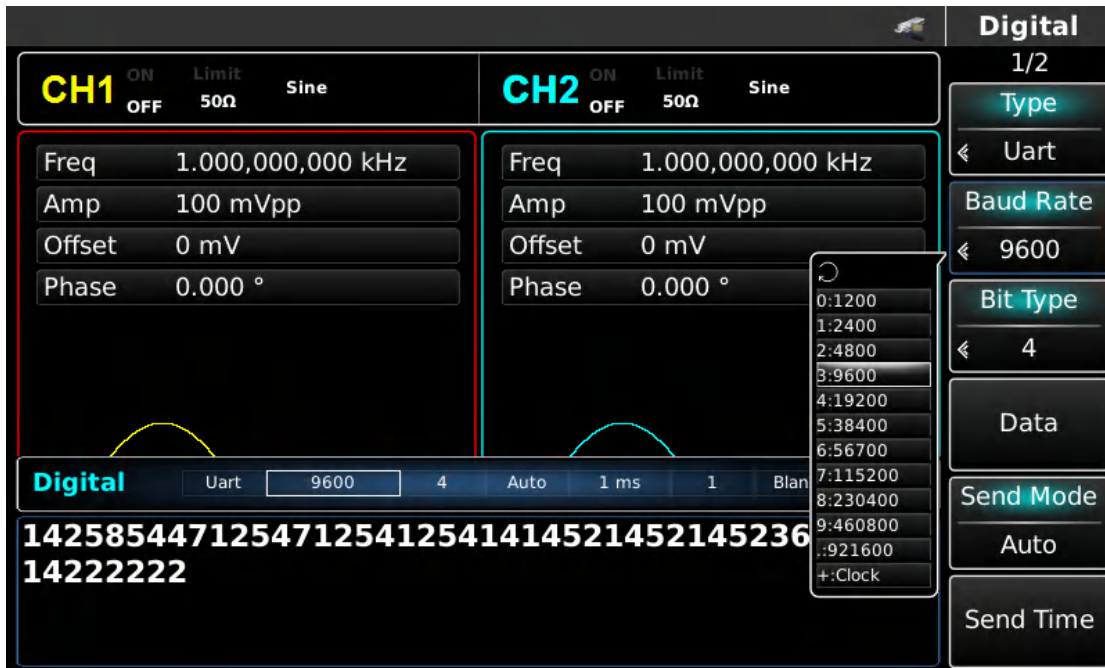 Digital
1/2
CH1 ON OFF Limit 50Ω Sine
CH2 ON OFF Limit 50Ω Sine
Freq 1.000,000,000 kHz
Amp 100 mVpp
Offset 0 mV
Phase 0.000 °
Freq 1.000,000,000 kHz
Amp 100 mVpp
Offset 0 mV
Phase 0.000 °
Type
Uart
Baud Rate
9600
Bit Type
4
Data
Send Mode
Auto
Send Time
0:1200
1:2400
2:4800
3:9600
4:19200
5:38400
6:56700
7:115200
8:230400
9:460800
.:921600
+:Clock
Digital Uart 9600 4 Auto 1 ms 1 Blan
14258544712547125412541414521452145236
14222222